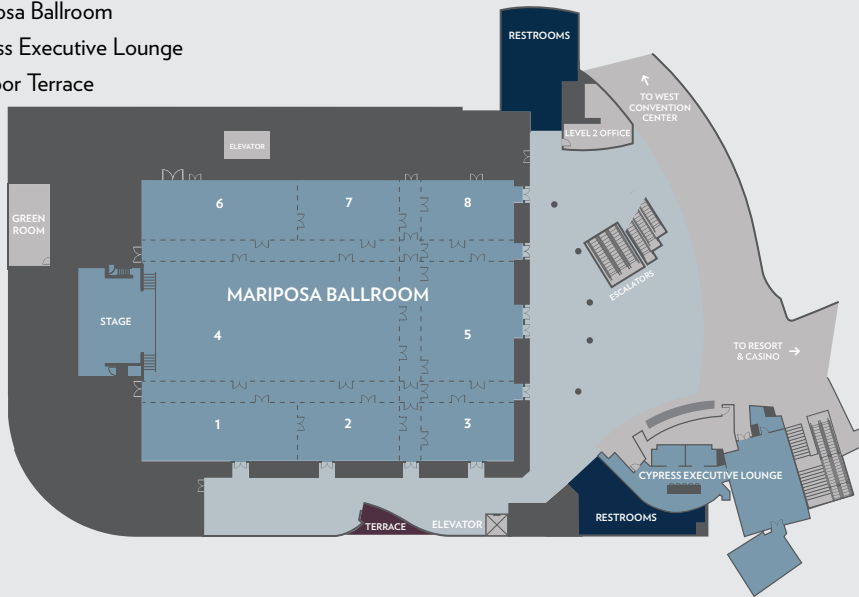 osa Ballroom
ss Executive Lounge
oor Terrace
RESTROOMS
TO WEST
CONVENTION
CENTER
LEVEL 2 OFFICE
ELEVATOR
6
7
8
GREEN
ROOM
ESCALATORS
MARIPOSA BALLROOM
STAGE
4
5
TO RESORT
& CASINO
1
2
3
CYPRESS EXECUTIVE LOUNGE
RESTROOMS
TERRACE
ELEVATOR